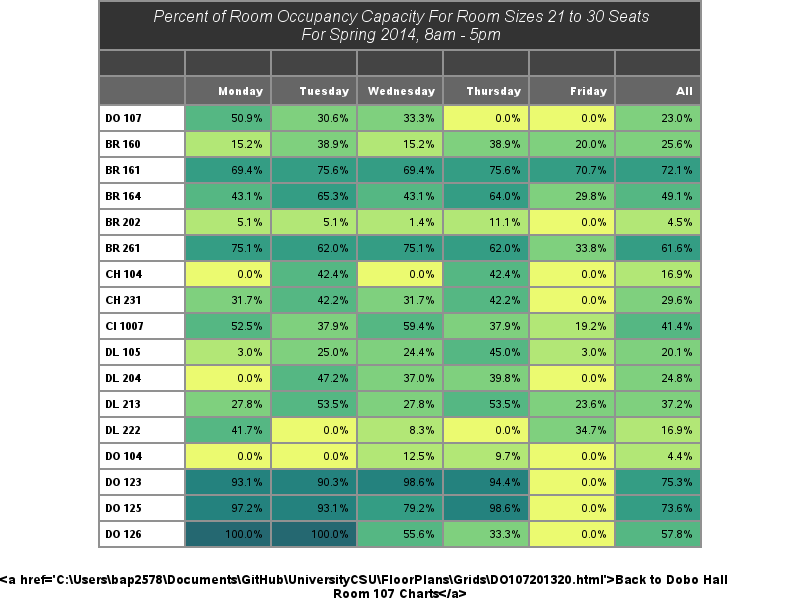 Percent of Room Occupancy Capacity For Room Sizes 21 to 30 Seats
For Spring 2014, 8am - 5pm
Monday Tuesday Wednesday Thursday Friday All
DO 107 50.9% 30.6% 33.3% 0.0% 0.0% 23.0%
BR 160 15.2% 38.9% 15.2% 38.9% 20.0% 25.6%
BR 161 69.4% 75.6% 69.4% 75.6% 70.7% 72.1%
BR 164 43.1% 65.3% 43.1% 64.0% 29.8% 49.1%
BR 202 5.1% 5.1% 1.4% 11.1% 0.0% 4.5%
BR 261 75.1% 62.0% 75.1% 62.0% 33.8% 61.6%
CH 104 0.0% 42.4% 0.0% 42.4% 0.0% 16.9%
CH 231 31.7% 42.2% 31.7% 42.2% 0.0% 29.6%
CI 1007 52.5% 37.9% 59.4% 37.9% 19.2% 41.4%
DL 105 3.0% 25.0% 24.4% 45.0% 3.0% 20.1%
DL 204 0.0% 47.2% 37.0% 39.8% 0.0% 24.8%
DL 213 27.8% 53.5% 27.8% 53.5% 23.6% 37.2%
DL 222 41.7% 0.0% 8.3% 0.0% 34.7% 16.9%
DO 104 0.0% 0.0% 12.5% 9.7% 0.0% 4.4%
DO 123 93.1% 90.3% 98.6% 94.4% 0.0% 75.3%
DO 125 97.2% 93.1% 79.2% 98.6% 0.0% 73.6%
DO 126 100.0% 100.0% 55.6% 33.3% 0.0% 57.8%
<a href='C:\Users\bap2578\Documents\GitHub\UniversityCSU\FloorPlans\Grids\DO107201320.html'>Back to Dobo Hall
Room 107 Charts</a>